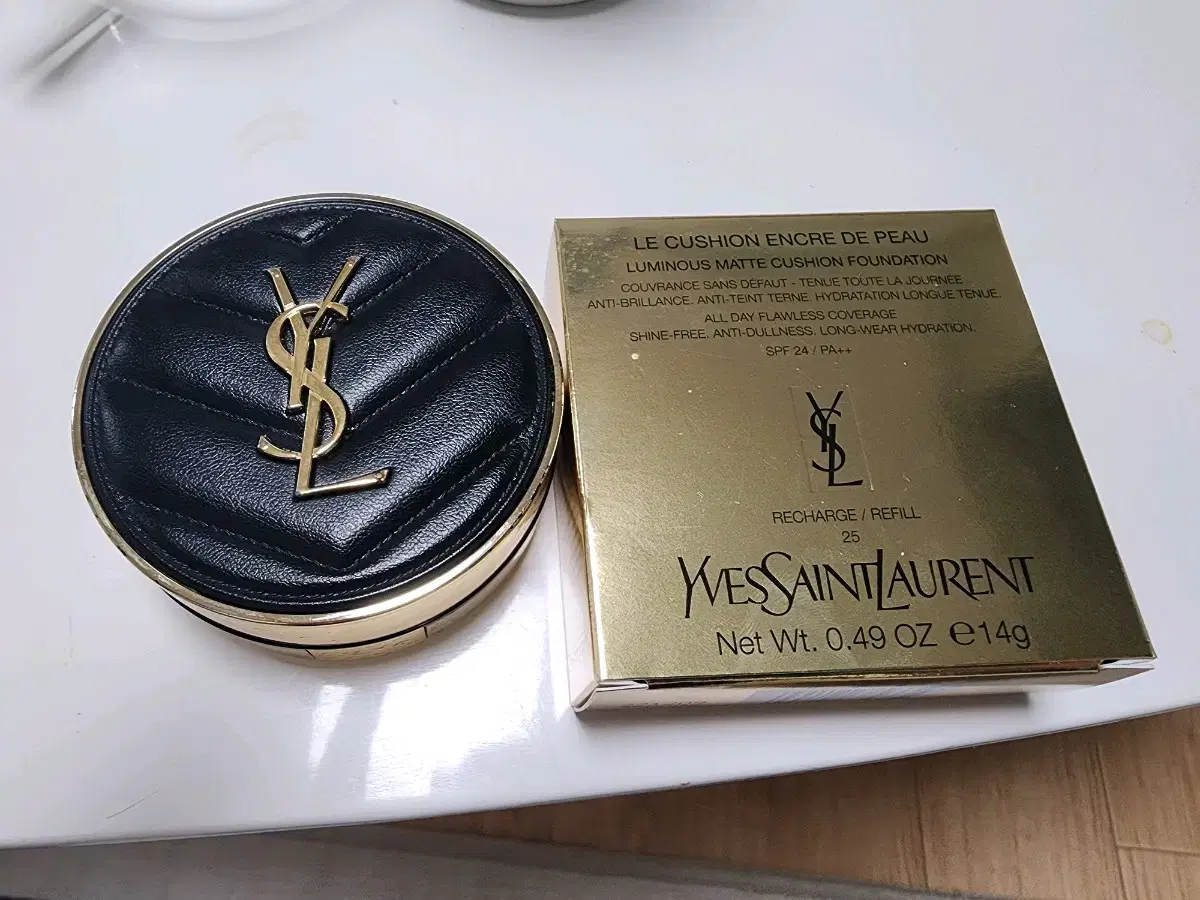 YSL
LE CUSHION ENCRE DE PEAU
LUMINOUS MATTE CUSHION FOUNDATION
COUVRANCE SANS DÉFAUT - TENUE TOUTE LA JOURNÉE
ANTI-BRILLANCE. ANTI-TEINT TERNE. HYDRATATION LONGUE TENUE.
ALL DAY FLAWLESS COVERAGE
SHINE-FREE. ANTI-DULLNESS. LONG-WEAR HYDRATION.
SPF 24 / PA++
YSL
RECHARGE / REFILL
25
YVESSAINTLAURENT
Net Wt. 0.49 OZ ℮14g